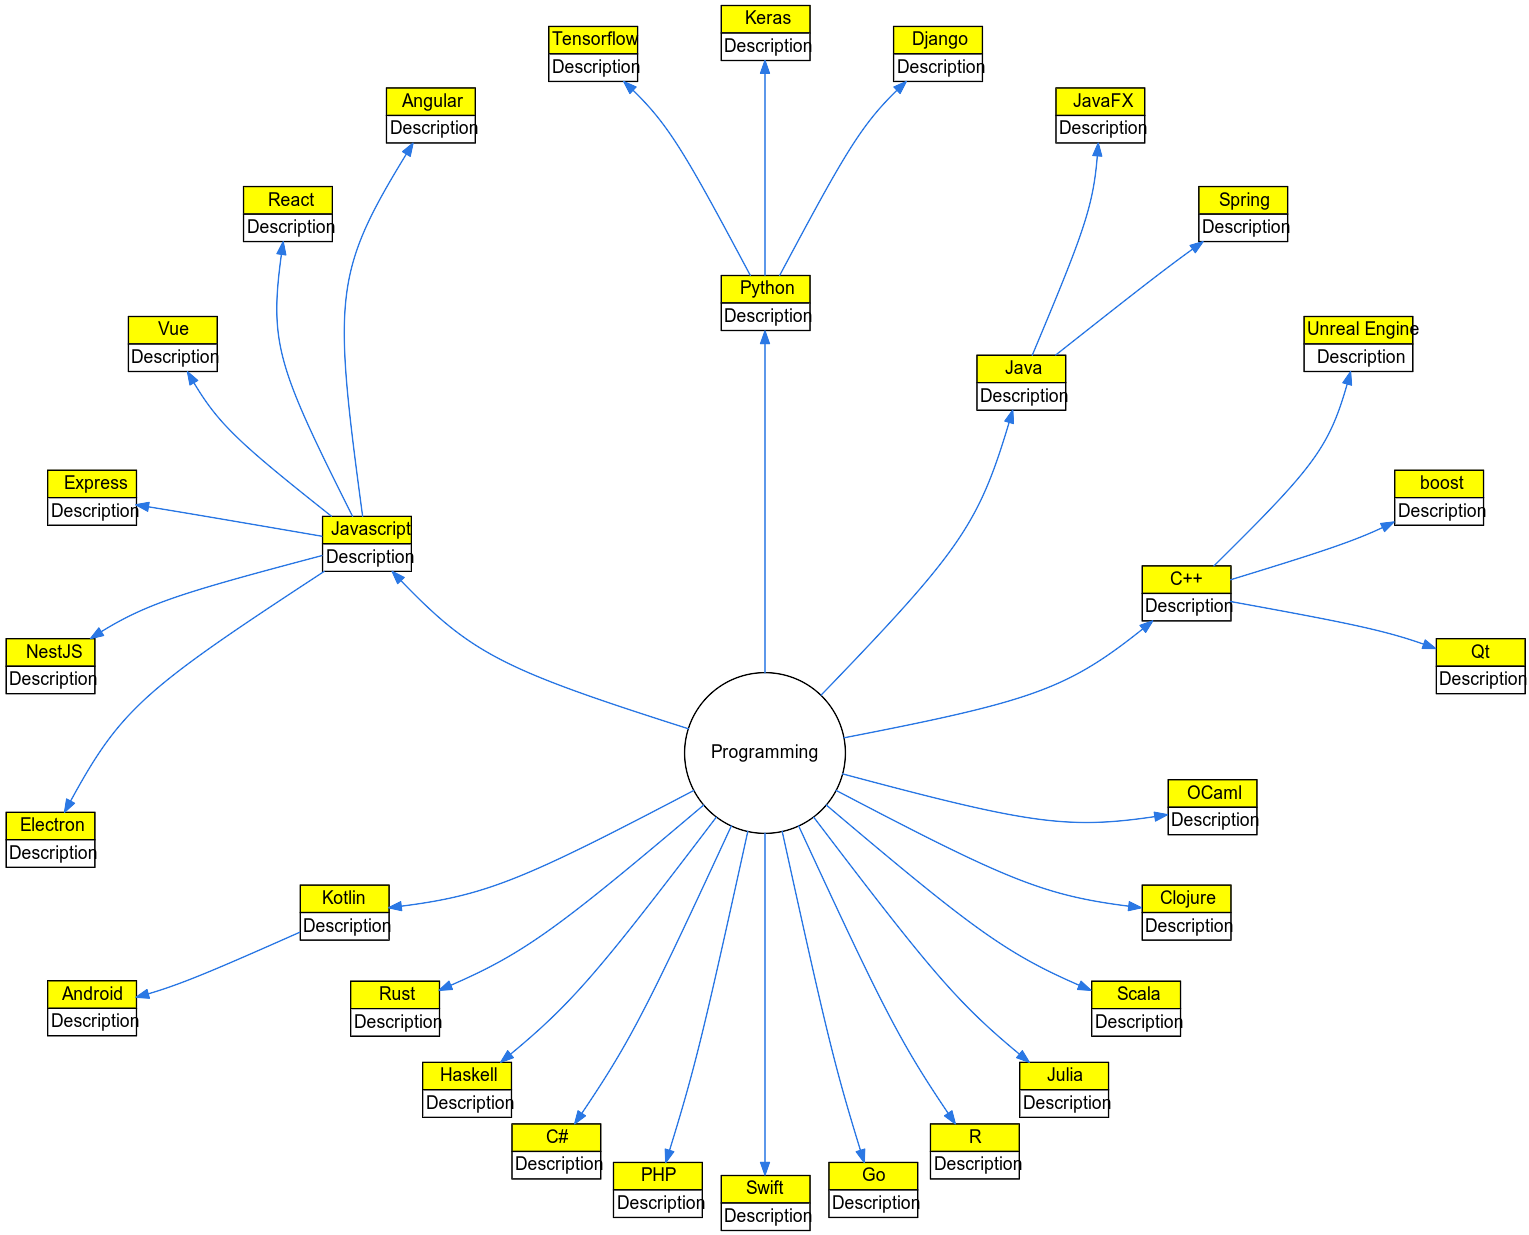 Keras
Description
Tensorflow
Description
Django
Description
Angular
Description
JavaFX
Description
React
Description
Spring
Description
Python
Description
Vue
Description
Unreal Engine
Description
Java
Description
Express
Description
boost
Description
Javascript
Description
C++
Description
NestJS
Description
Qt
Description
Programming
OCaml
Description
Electron
Description
Kotlin
Description
Clojure
Description
Android
Description
Rust
Description
Scala
Description
Haskell
Description
Julia
Description
C#
Description
R
Description
PHP
Description
Go
Description
Swift
Description